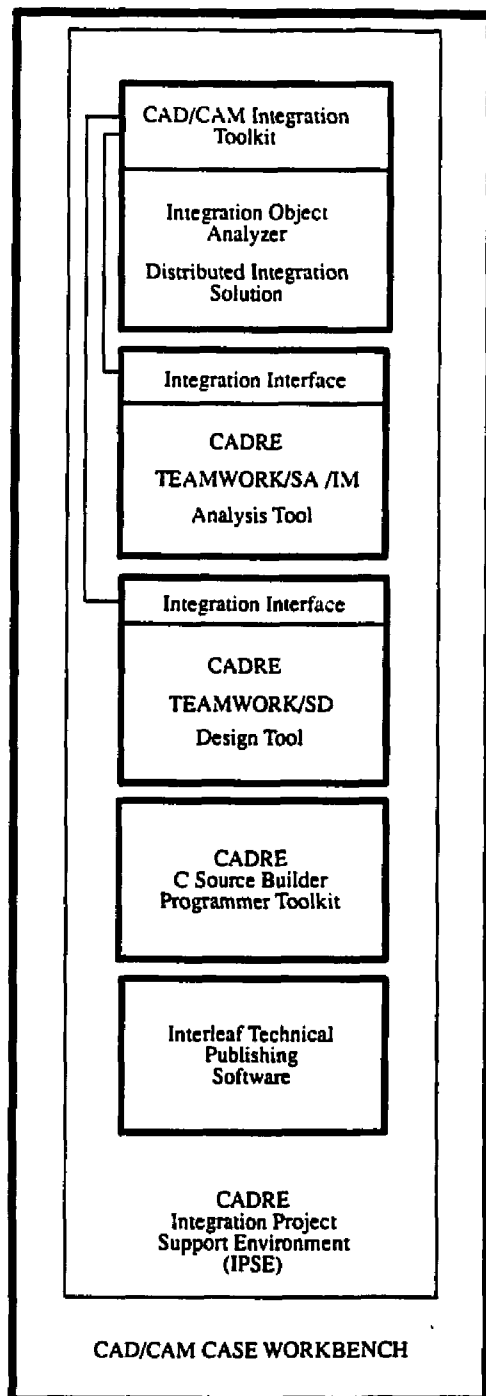 CAD/CAM Integration
Toolkit
Integration Object
Analyzer
Distributed Integration
Solution
Integration Interface
CADRE
TEAMWORK/SA /IM
Analysis Tool
Integration Interface
CADRE
TEAMWORK/SD
Design Tool
CADRE
C Source Builder
Programmer Toolkit
Interleaf Technical
Publishing
Software
CADRE
Integration Project
Support Environment
(IPSE)
CAD/CAM CASE WORKBENCH